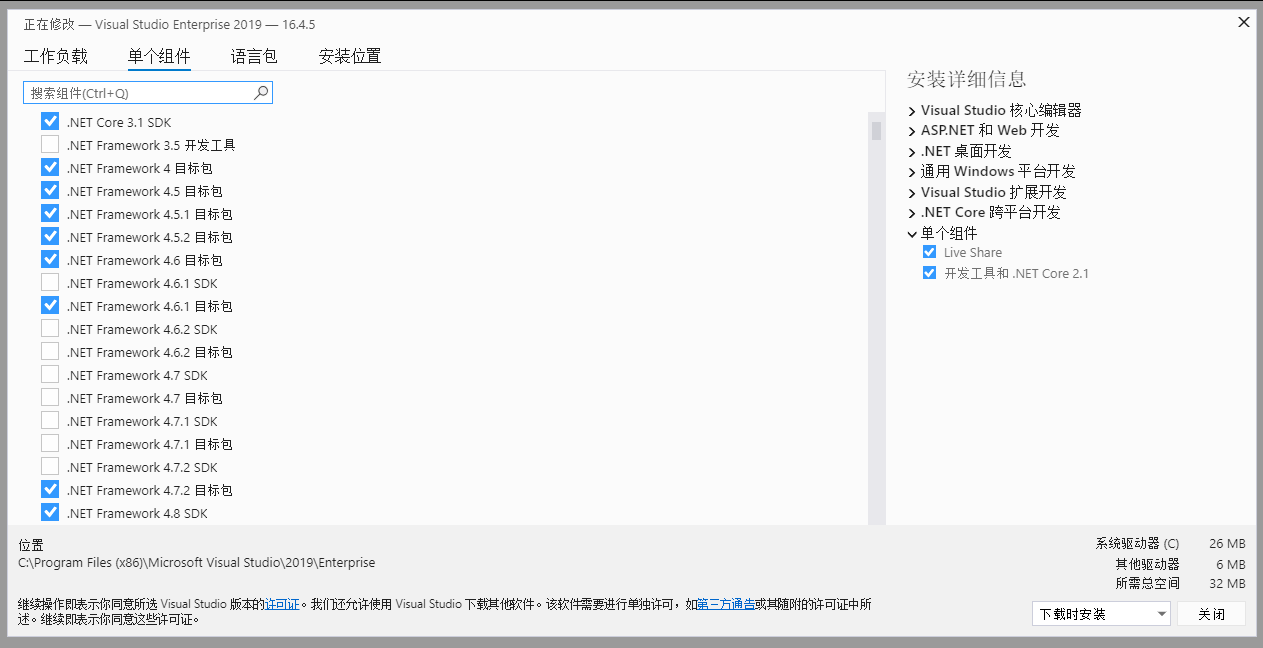 正在修改 — Visual Studio Enterprise 2019 — 16.4.5
工作负载 单个组件 语言包 安装位置
搜索组件(Ctrl+Q)
.NET Core 3.1 SDK
.NET Framework 3.5 开发工具
.NET Framework 4 目标包
.NET Framework 4.5 目标包
.NET Framework 4.5.1 目标包
.NET Framework 4.5.2 目标包
.NET Framework 4.6 目标包
.NET Framework 4.6.1 SDK
.NET Framework 4.6.1 目标包
.NET Framework 4.6.2 SDK
.NET Framework 4.6.2 目标包
.NET Framework 4.7 SDK
.NET Framework 4.7 目标包
.NET Framework 4.7.1 SDK
.NET Framework 4.7.1 目标包
.NET Framework 4.7.2 SDK
.NET Framework 4.7.2 目标包
.NET Framework 4.8 SDK
安装详细信息
Visual Studio 核心编辑器
ASP.NET 和 Web 开发
.NET 桌面开发
通用 Windows 平台开发
Visual Studio 扩展开发
.NET Core 跨平台开发
单个组件
Live Share
开发工具和 .NET Core 2.1
位置
C:\Program Files (x86)\Microsoft Visual Studio\2019\Enterprise
继续操作即表示你同意所选 Visual Studio 版本的许可证。我们还允许使用 Visual Studio 下载其他软件。该软件需要进行单独许可，如第三方通告或其随附的许可证中所
述。继续即表示你同意这些许可证。
系统驱动器 (C) 26 MB
其他驱动器 6 MB
所需总空间 32 MB
下载时安装 关闭